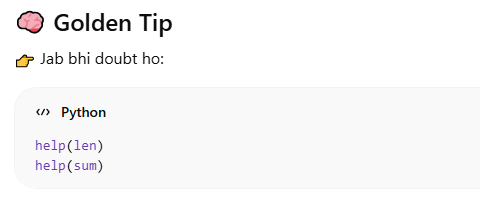 🧠 Golden Tip
👉 Jab bhi doubt ho:
</> Python
help(len)
help(sum)